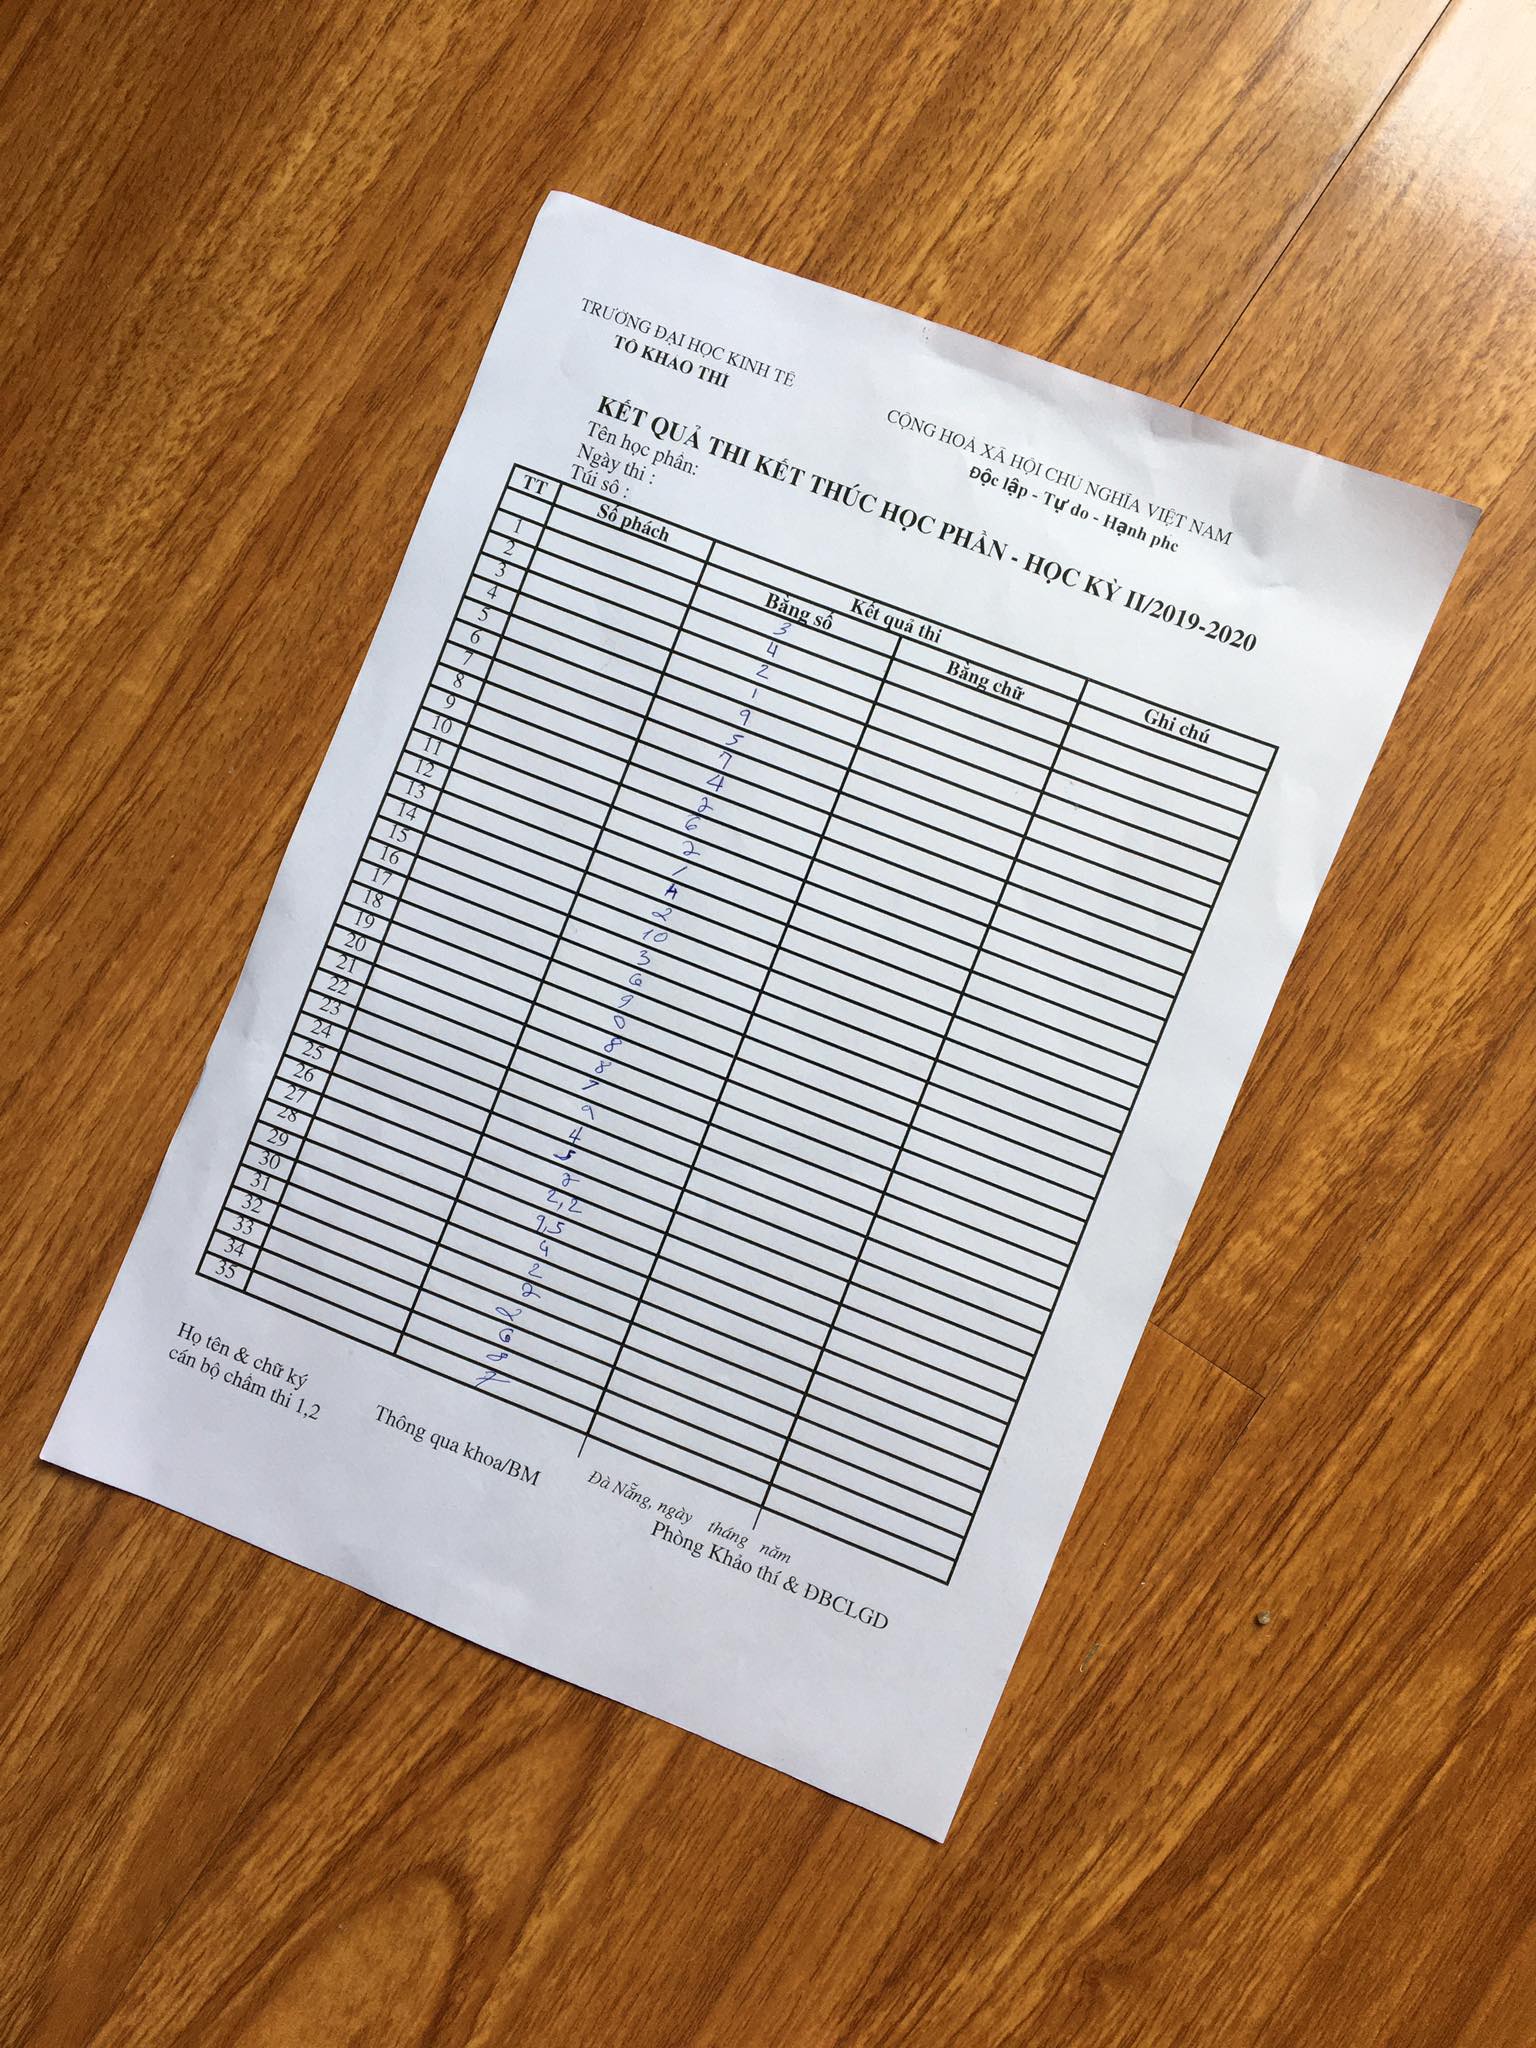 TRƯỜNG ĐẠI HỌC KINH TẾ
TỔ KHẢO THÍ
CỘNG HOÀ XÃ HỘI CHỦ NGHĨA VIỆT NAM
Độc lập - Tự do - Hạnh phc
KẾT QUẢ THI KẾT THÚC HỌC PHẦN - HỌC KỲ II/2019-2020
Tên học phần:
Ngày thi :
Túi số :
TT Số phách Kết quả thi Ghi chú
Bằng số Bằng chữ
1 3
2 4
3 2
4 1
5 9
6 5
7 7
8 4
9 2
10 6
11 2
12 1
13 4
14 2
15 10
16 3
17 6
18 9
19 0
20 8
21 8
22 7
23 9
24 4
25 5
26 2
27 2,2
28 9,5
29 4
30 2
31 2
32 2
33 6
34 8
35 7
Họ tên & chữ ký
cán bộ chấm thi 1,2
Thông qua khoa/BM
Đà Nẵng, ngày tháng năm
Phòng Khảo thí & ĐBCLGD